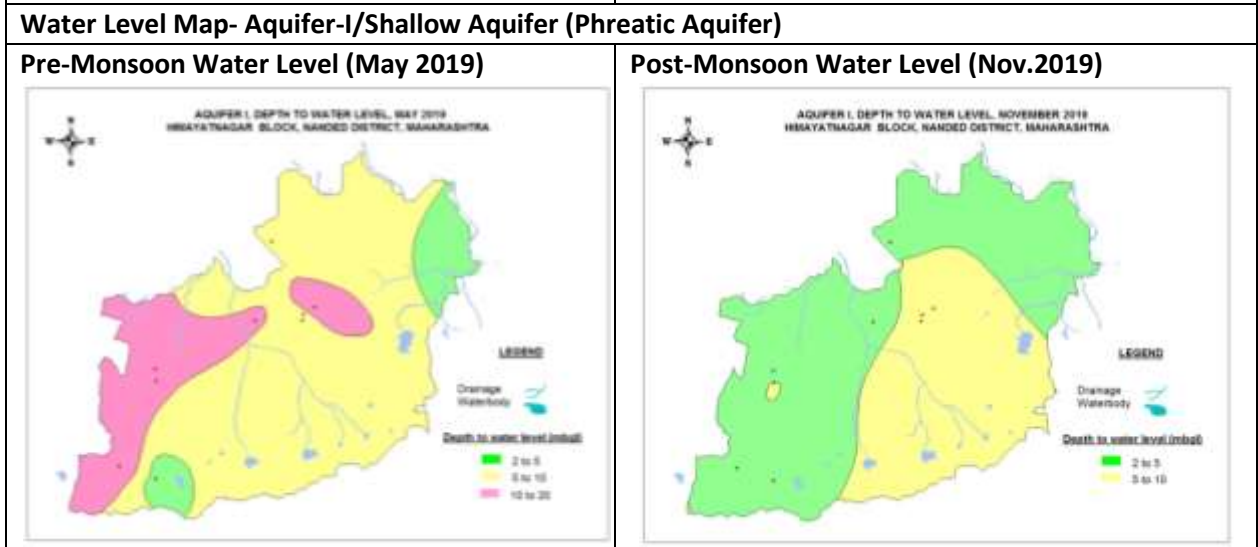 Water Level Map- Aquifer-I/Shallow Aquifer (Phreatic Aquifer)
Pre-Monsoon Water Level (May 2019)
Post-Monsoon Water Level (Nov.2019)
AQUIFER I, DEPTH TO WATER LEVEL, MAY 2019
HIMAYATNAGAR BLOCK, NANDED DISTRICT, MAHARASHTRA
N
W
E
S
LEGEND
Drainage
Waterbody
Depth to water level (mbgl)
2 to 5
5 to 10
10 to 20
AQUIFER I, DEPTH TO WATER LEVEL, NOVEMBER 2019
HIMAYATNAGAR BLOCK, NANDED DISTRICT, MAHARASHTRA
N
W
E
S
LEGEND
Drainage
Waterbody
Depth to water level (mbgl)
2 to 5
5 to 10